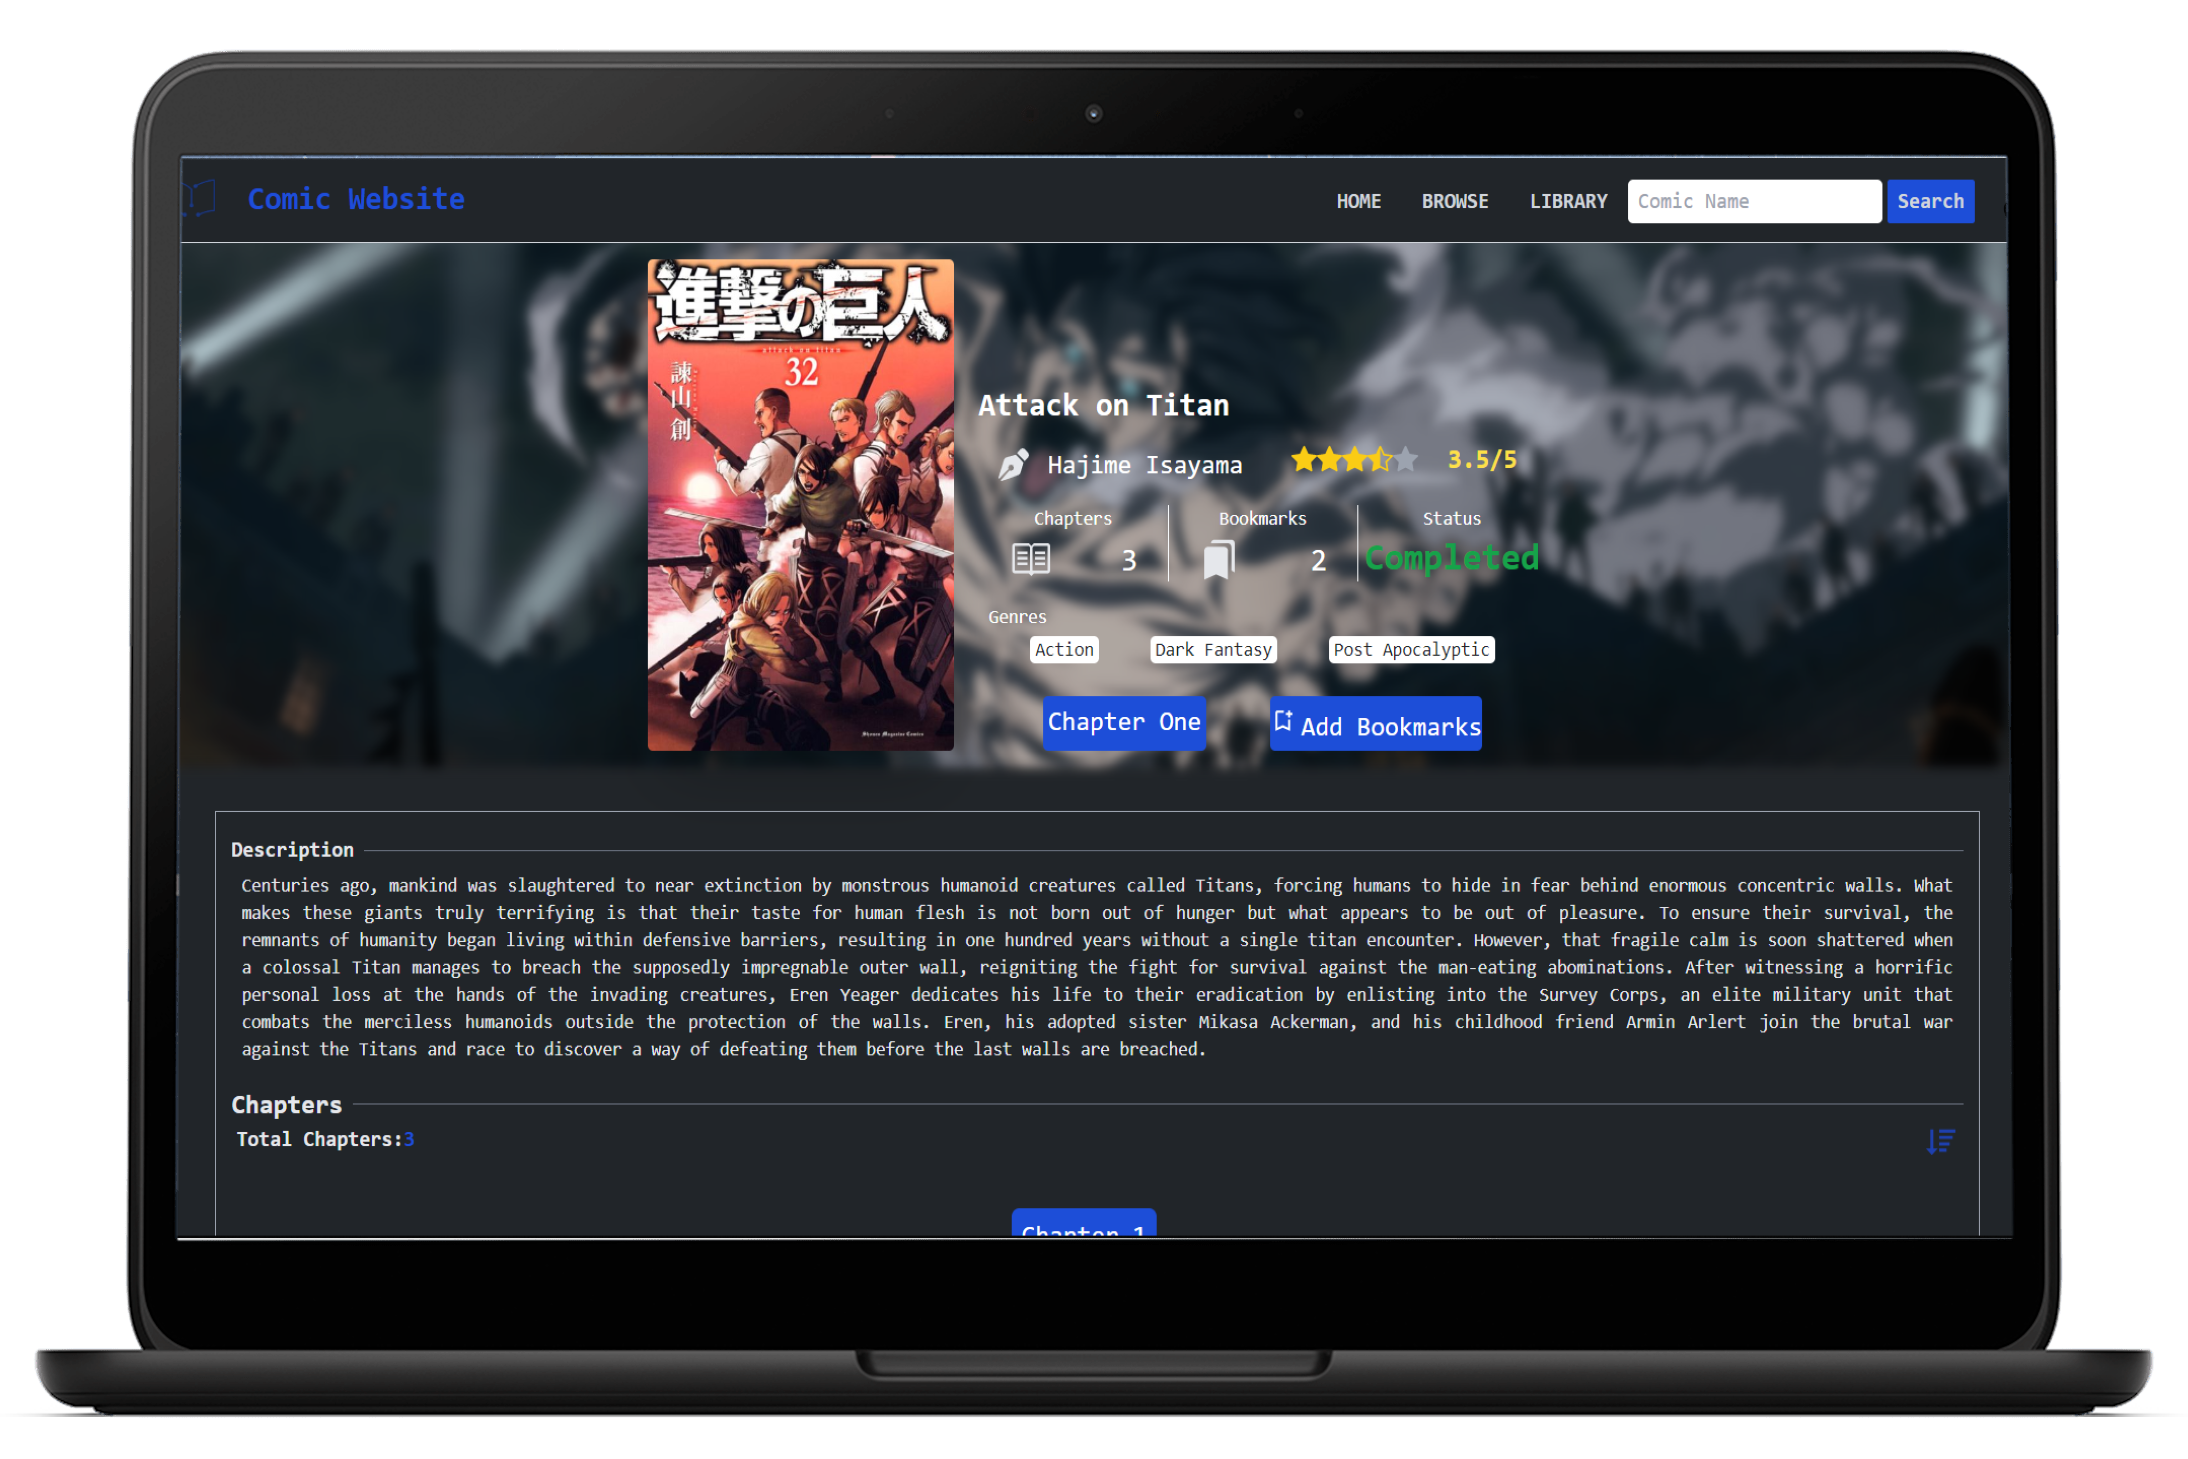 Comic Website
HOME
BROWSE
LIBRARY
Comic Name
Search
進撃の巨人
attack on titan
32
諫山創
Shonen Magazine Comics
Attack on Titan
Hajime Isayama
3.5/5
Chapters
3
Bookmarks
2
Status
Completed
Genres
Action
Dark Fantasy
Post Apocalyptic
Chapter One
Add Bookmarks
Description
Centuries ago, mankind was slaughtered to near extinction by monstrous humanoid creatures called Titans, forcing humans to hide in fear behind enormous concentric walls. What
makes these giants truly terrifying is that their taste for human flesh is not born out of hunger but what appears to be out of pleasure. To ensure their survival, the
remnants of humanity began living within defensive barriers, resulting in one hundred years without a single titan encounter. However, that fragile calm is soon shattered when
a colossal Titan manages to breach the supposedly impregnable outer wall, reigniting the fight for survival against the man-eating abominations. After witnessing a horrific
personal loss at the hands of the invading creatures, Eren Yeager dedicates his life to their eradication by enlisting into the Survey Corps, an elite military unit that
combats the merciless humanoids outside the protection of the walls. Eren, his adopted sister Mikasa Ackerman, and his childhood friend Armin Arlert join the brutal war
against the Titans and race to discover a way of defeating them before the last walls are breached.
Chapters
Total Chapters:3
Chapter 1